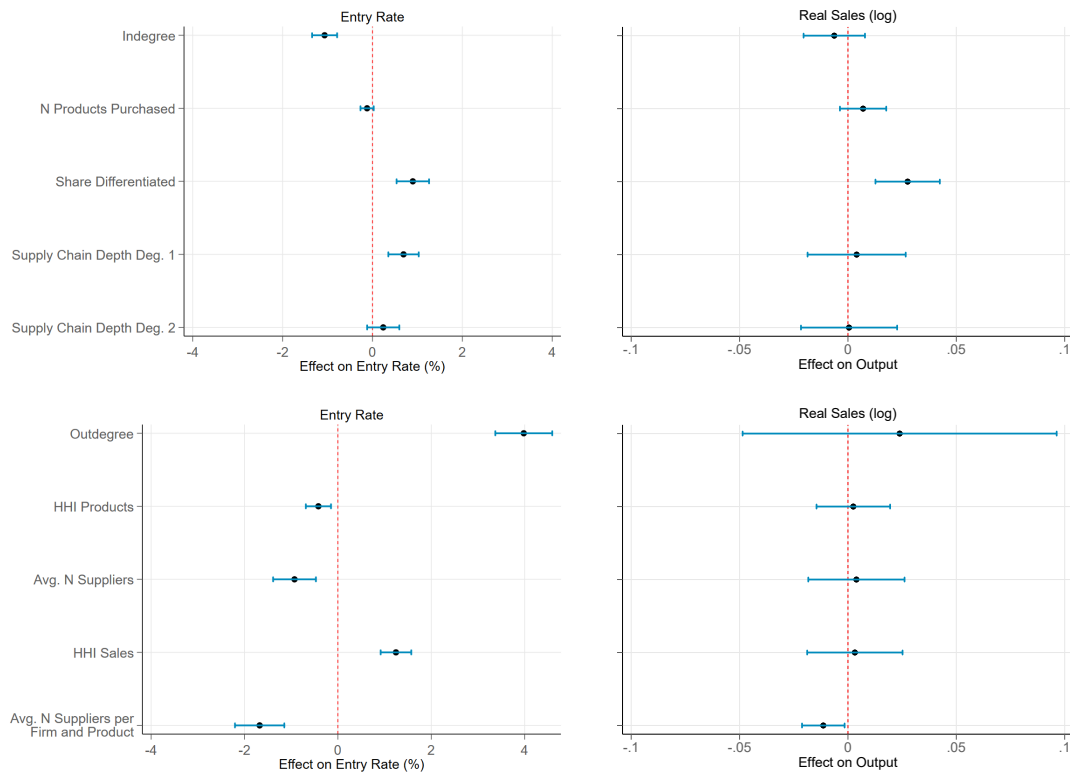 Entry Rate
Indegree
N Products Purchased
Share Differentiated
Supply Chain Depth Deg. 1
Supply Chain Depth Deg. 2
-4 -2 0 2 4
Effect on Entry Rate (%)
Real Sales (log)
-.1 -.05 0 .05 .1
Effect on Output
Entry Rate
Outdegree
HHI Products
Avg. N Suppliers
HHI Sales
Avg. N Suppliers per
Firm and Product
-4 -2 0 2 4
Effect on Entry Rate (%)
Real Sales (log)
-.1 -.05 0 .05 .1
Effect on Output